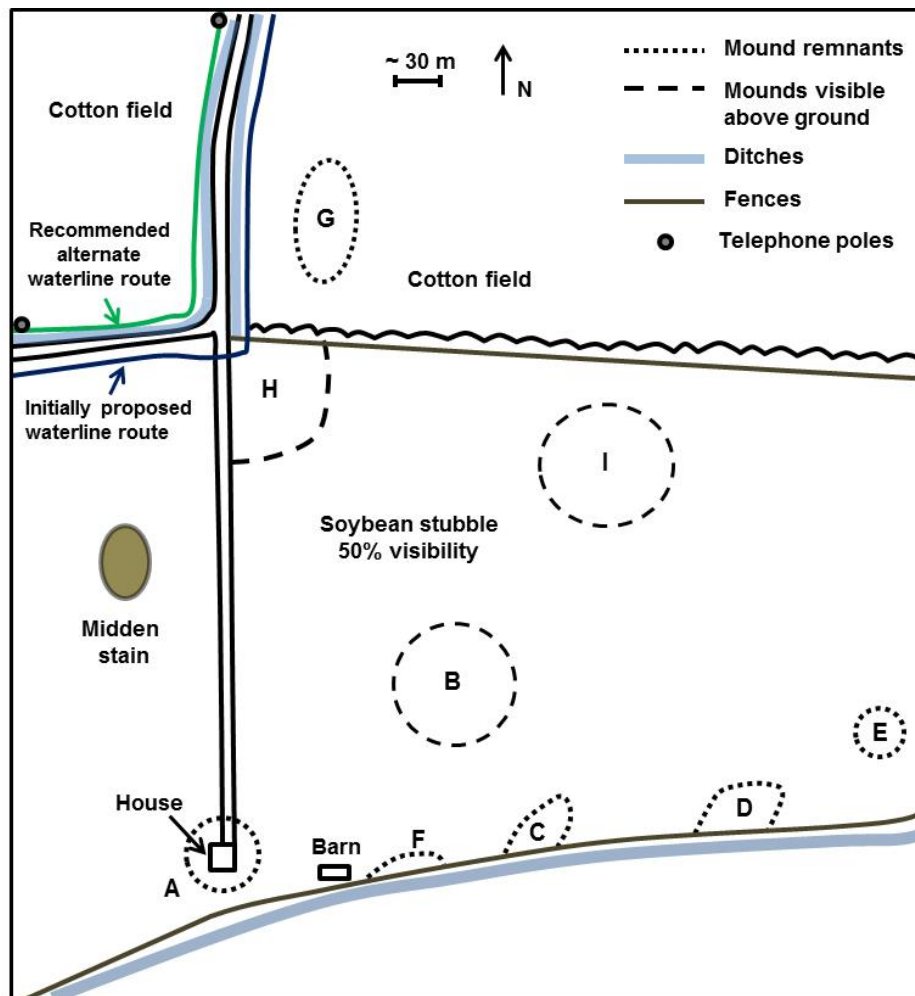 ~ 30 m
N
Mound remnants
Mounds visible
above ground
Ditches
Fences
Telephone poles
Cotton field
G
Recommended
alternate
waterline route
Cotton field
H
Initially proposed
waterline route
I
Soybean stubble
50% visibility
Midden
stain
B
E
House
D
C
Barn
F
A